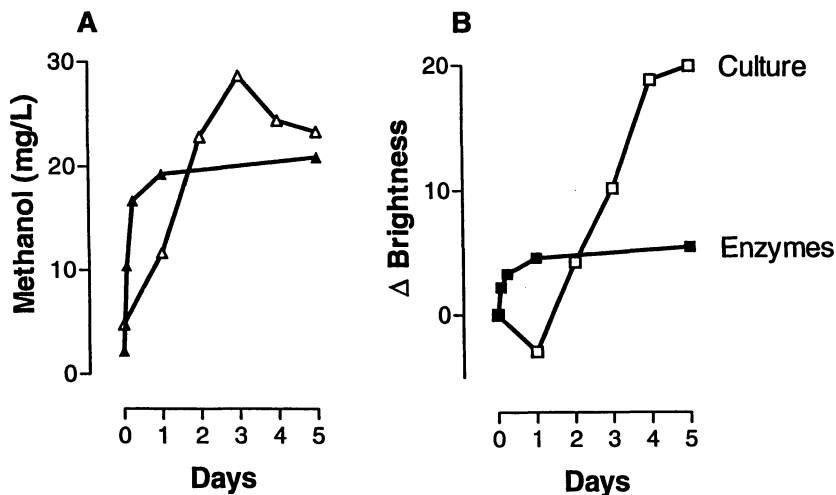 A
30
20
10
0
Methanol (mg/L)
0 1 2 3 4 5
Days
B
20
10
0
Δ Brightness
Culture
Enzymes
0 1 2 3 4 5
Days